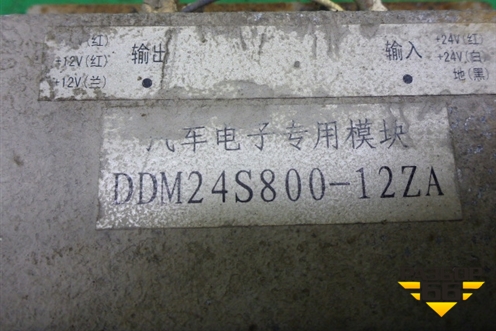 (红)
+12V(红)
+12V(兰)
输出
输入
+24V(红)
+24V(白)
地(黑)
汽车电子专用模块
DDM24S800-12ZA